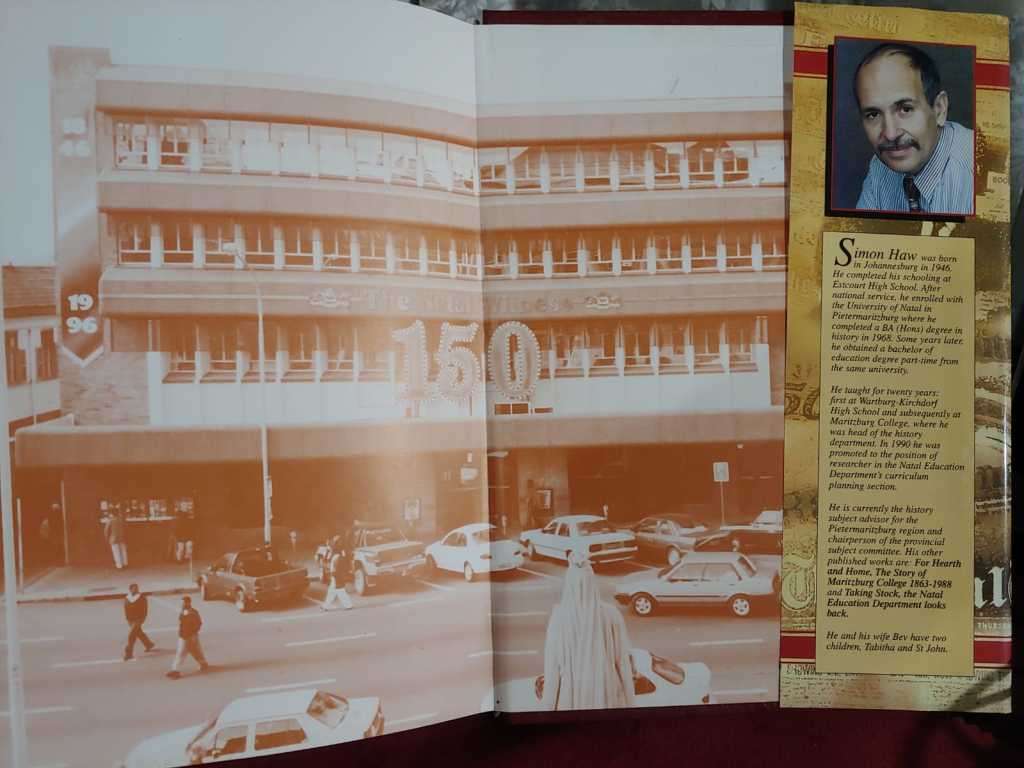 19
96
The Natal Witness
150
Simon Haw was born
in Johannesburg in 1946.
He completed his schooling at
Estcourt High School. After
national service, he enrolled with
the University of Natal in
Pietermaritzburg where he
completed a BA (Hons) degree in
history in 1968. Some years later,
he obtained a bachelor of
education degree part-time from
the same university.
He taught for twenty years:
first at Wartburg-Kirchdorf
High School and subsequently at
Maritzburg College, where he
was head of the history
department. In 1990 he was
promoted to the position of
researcher in the Natal Education
Department's curriculum
planning section.
He is currently the history
subject advisor for the
Pietermaritzburg region and
chairperson of the provincial
subject committee. His other
published works are: For Hearth
and Home, The Story of
Maritzburg College 1863-1988
and Taking Stock, the Natal
Education Department looks
back.
He and his wife Bev have two
children, Tabitha and St John.